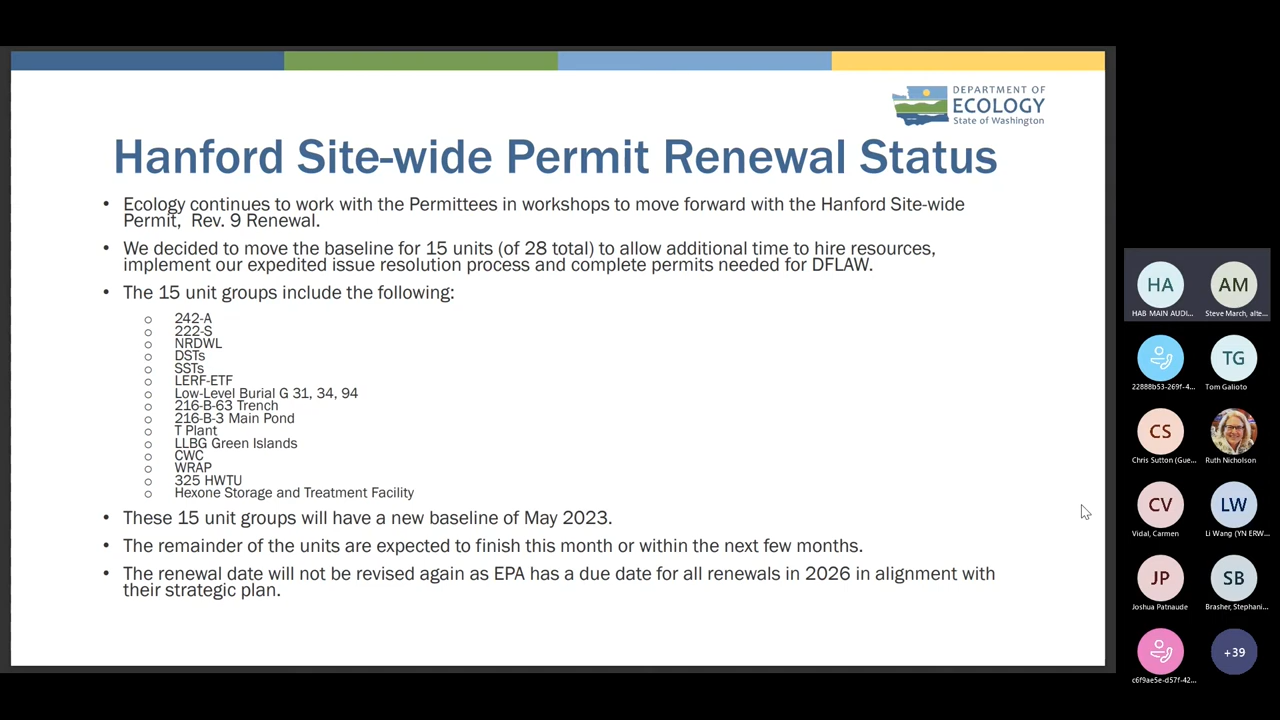 DEPARTMENT OF
ECOLOGY
State of Washington
Hanford Site-wide Permit Renewal Status
• Ecology continues to work with the Permittees in workshops to move forward with the Hanford Site-wide
Permit, Rev. 9 Renewal.
• We decided to move the baseline for 15 units (of 28 total) to allow additional time to hire resources,
implement our expedited issue resolution process and complete permits needed for DFLAW.
• The 15 unit groups include the following:
o 242-A
o 222-S
o NRDWL
o DSTs
o SSTs
o LERF-ETF
o Low-Level Burial G 31, 34, 94
o 216-B-63 Trench
o 216-B-3 Main Pond
o T Plant
o LLBG Green Islands
o CWC
o WRAP
o 325 HWTU
o Hexone Storage and Treatment Facility
• These 15 unit groups will have a new baseline of May 2023.
• The remainder of the units are expected to finish this month or within the next few months.
• The renewal date will not be revised again as EPA has a due date for all renewals in 2026 in alignment with
their strategic plan.
HA AM
HAB MAIN AUDI... Steve March, alte...
TG
22888b53-269f-4... Tom Galioto
CS
Chris Sutton (Gue... Ruth Nicholson
CV LW
Vidal, Carmen Li Wang (YN ERW...
JP SB
Joshua Patnaude Brasher, Stephani...
+39
c6f9ae5e-d57f-42...